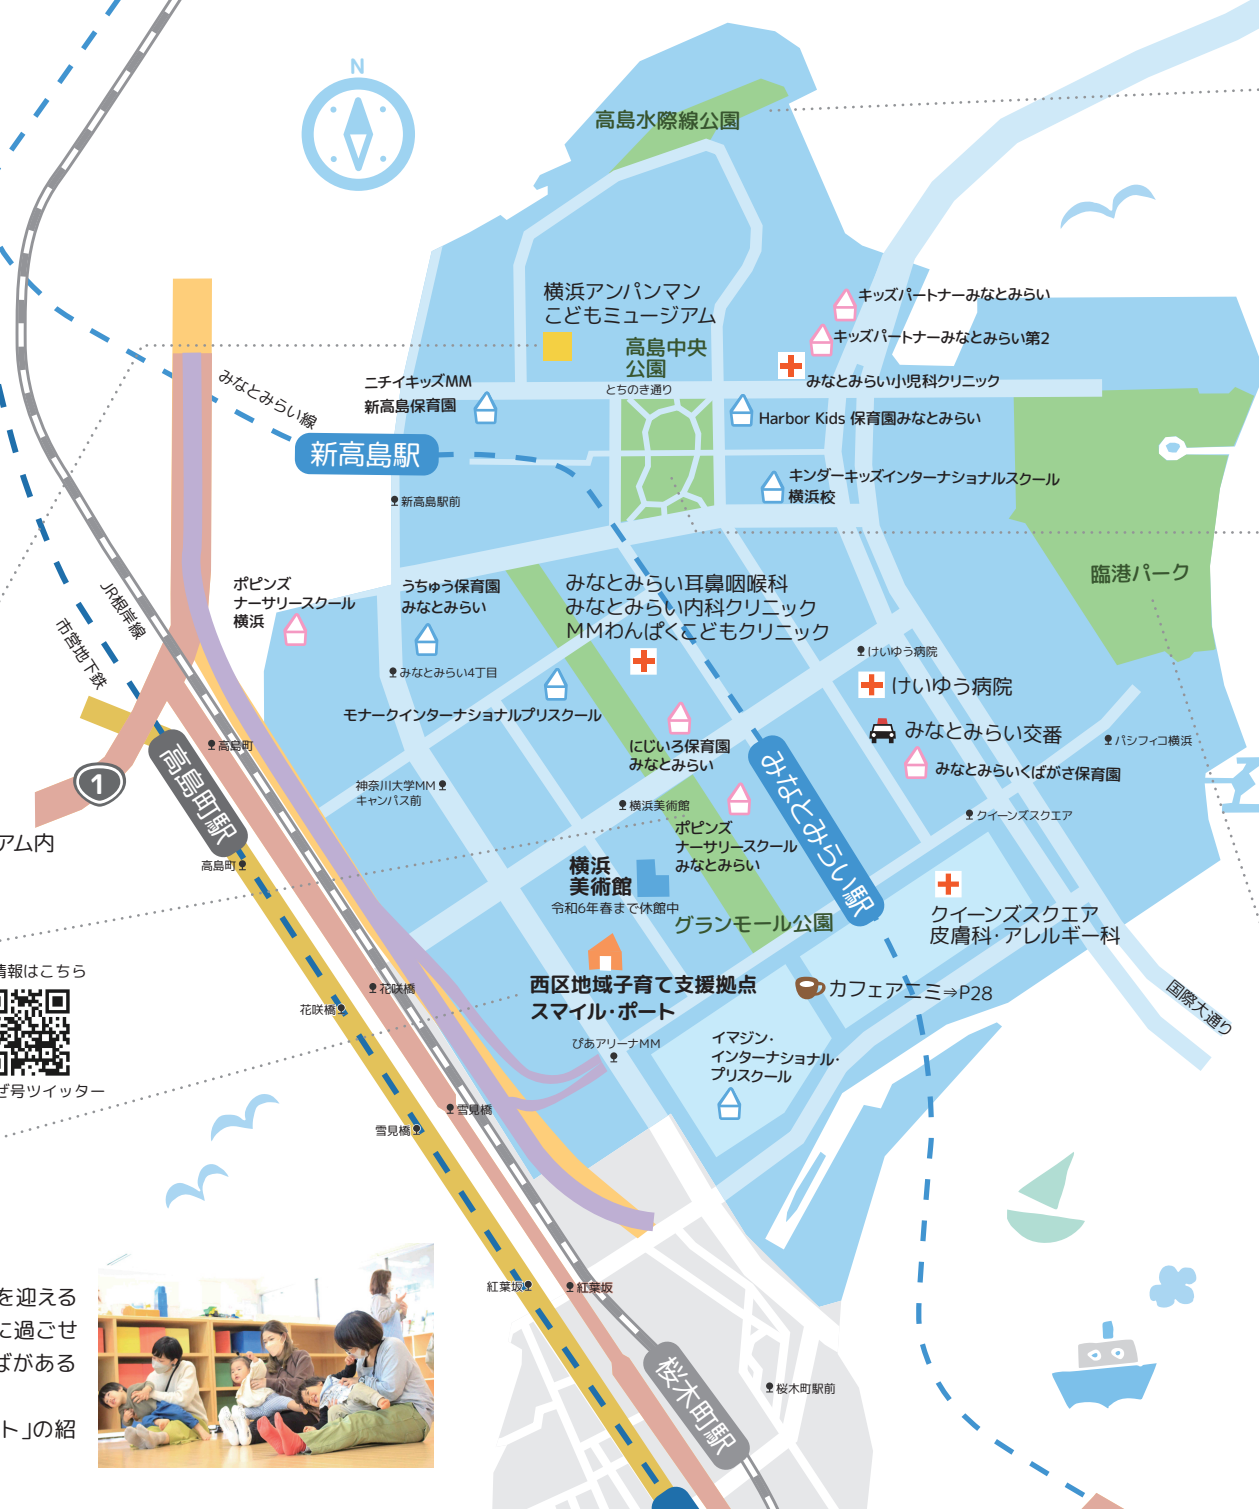 N
高島水際線公園
横浜アンパンマン
こどもミュージアム
キッズパートナーみなとみらい
キッズパートナーみなとみらい第2
高島中央
公園
とちのき通り
みなとみらい小児科クリニック
ニチイキッズMM
新高島保育園
Harbor Kids 保育園みなとみらい
みなとみらい線
新高島駅
新高島駅前
キンダーキッズインターナショナルスクール
横浜校
臨港パーク
JR根岸線
市営地下鉄
ポピンズ
ナーサリースクール
横浜
うちゅう保育園
みなとみらい
みなとみらい耳鼻咽喉科
みなとみらい内科クリニック
MMわんぱくこどもクリニック
けいゆう病院
けいゆう病院
みなとみらい4丁目
モナークインターナショナルプリスクール
みなとみらい交番
パシフィコ横浜
みなとみらいくばがさ保育園
にじいろ保育園
みなとみらい
高島町
1
高島町駅
神奈川大学MM
キャンパス前
横浜美術館
みなとみらい駅
クイーンズスクエア
ポピンズ
ナーサリースクール
みなとみらい
アム内
高島町
横浜
美術館
令和6年春まで休館中
グランモール公園
クイーンズスクエア
皮膚科・アレルギー科
情報はこちら
花咲橋
花咲橋
西区地域子育て支援拠点
スマイル・ポート
カフェアニミ⇒P28
国際大通り
ぴあアリーナMM
イマジン・
インターナショナル・
プリスクール
ぜ号ツイッター
雪見橋
雪見橋
紅葉坂
紅葉坂
を迎える
に過ごせ
ばがある
ト」の紹
桜木町駅
桜木町駅前